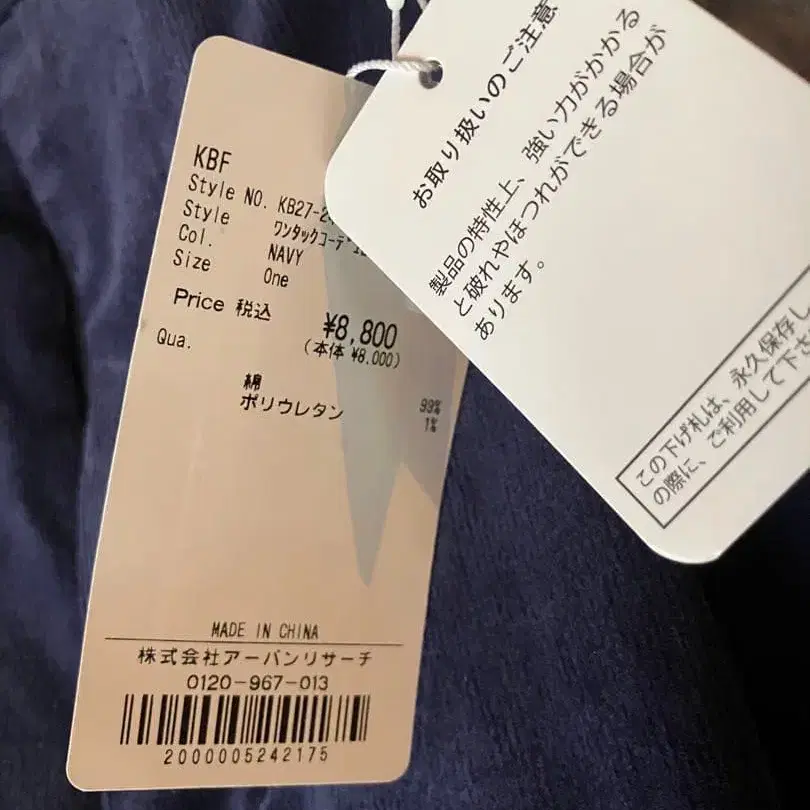 KBF
Style NO. KB27-2
Style ワンタックコーデュ
Col. NAVY
Size One
Price 税込 ¥8,800
(本体 ¥8,000)
Qua.
綿 99%
ポリウレタン 1%
MADE IN CHINA
株式会社アーバンリサーチ
0120-967-013
2000005242175
お取り扱いのご注意
製品の特性上、強い力がかかる
と破れやほつれができる場合が
あります。
この下げ札は、永久保存し
の際に、ご利用して下さ